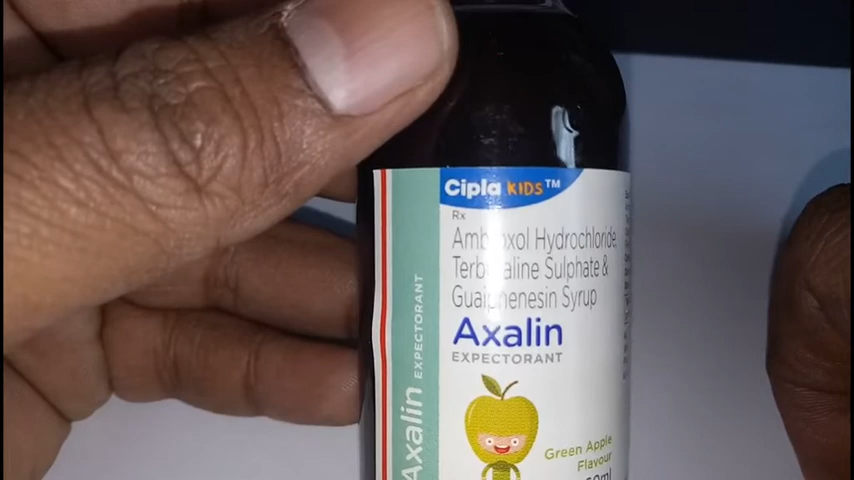 Cipla KIDS™
Rx
Ambroxol Hydrochloride,
Terbutaline Sulphate &
Guaiphenesin Syrup
Axalin
EXPECTORANT
Green Apple
Flavour
Axalin EXPECTORANT